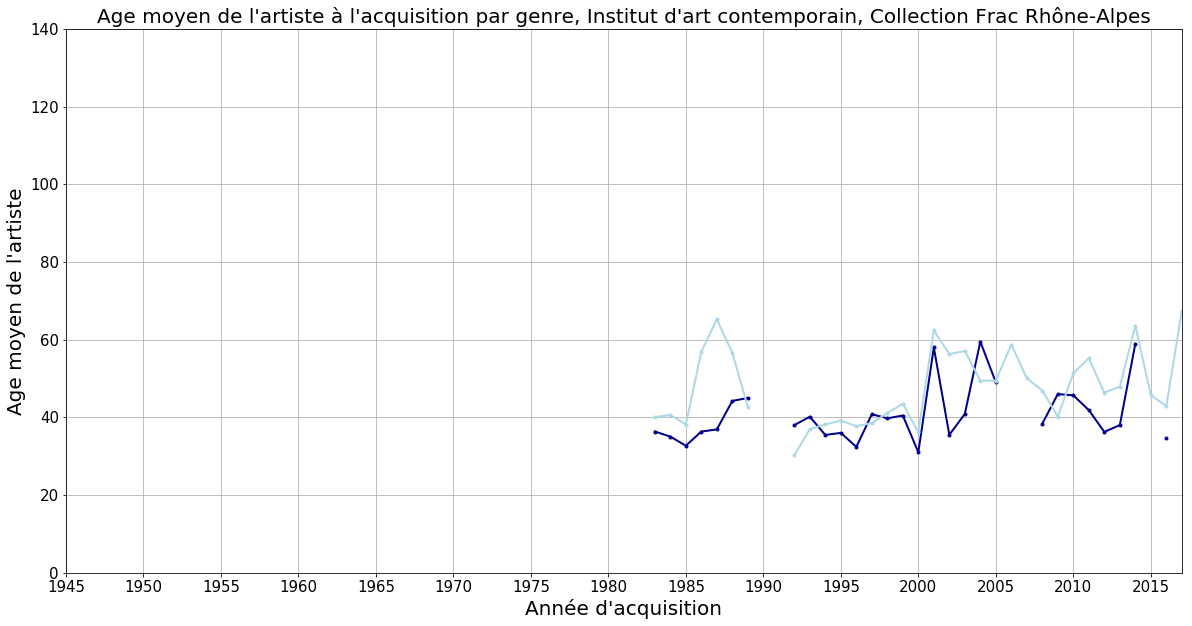 Age moyen de l'artiste à l'acquisition par genre, Institut d'art contemporain, Collection Frac Rhône-Alpes
140
120
100
80
60
40
20
0
Age moyen de l'artiste
1945 1950 1955 1960 1965 1970 1975 1980 1985 1990 1995 2000 2005 2010 2015
Année d'acquisition